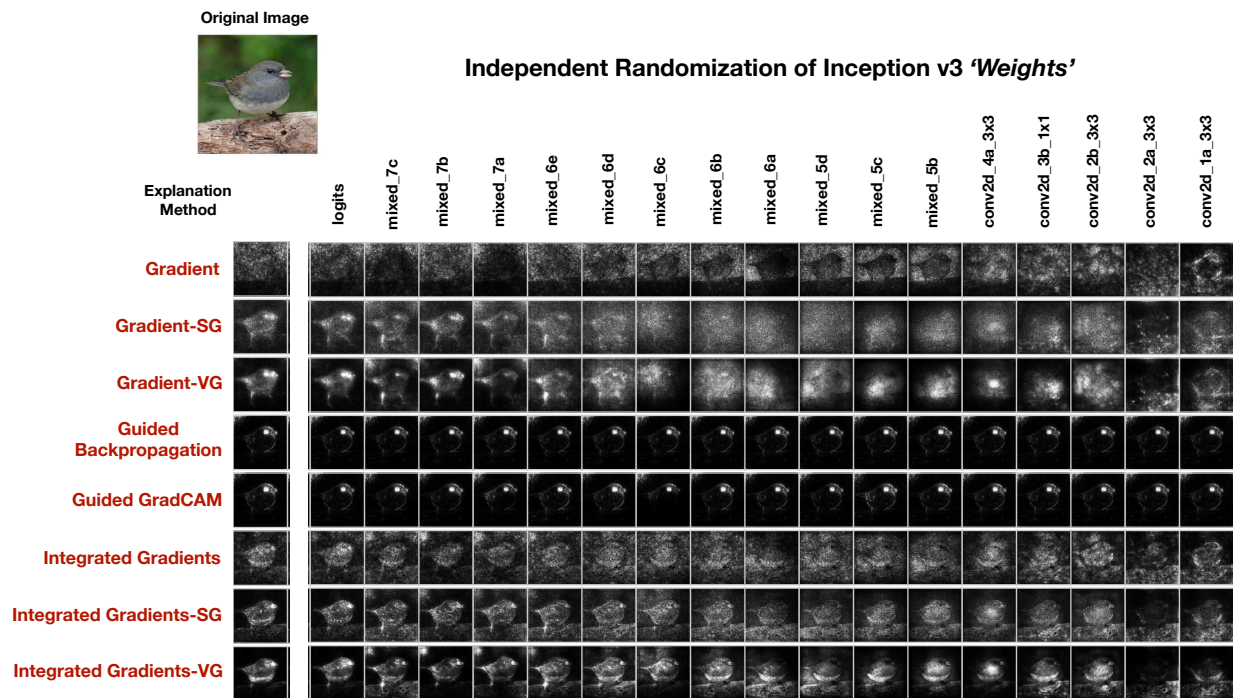 Original Image
Independent Randomization of Inception v3 'Weights'
Explanation
Method
logits
mixed_7c
mixed_7b
mixed_7a
mixed_6e
mixed_6d
mixed_6c
mixed_6b
mixed_6a
mixed_5d
mixed_5c
mixed_5b
conv2d_4a_3x3
conv2d_3b_1x1
conv2d_2b_3x3
conv2d_2a_3x3
conv2d_1a_3x3
Gradient
Gradient-SG
Gradient-VG
Guided
Backpropagation
Guided GradCAM
Integrated Gradients
Integrated Gradients-SG
Integrated Gradients-VG